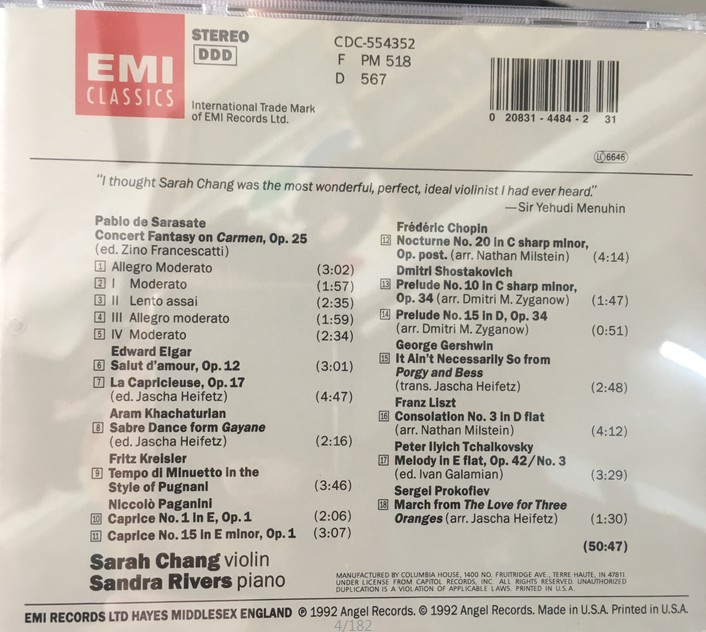 EMI
CLASSICS
STEREO
DDD
International Trade Mark
of EMI Records Ltd.
CDC-554352
F PM 518
D 567
0 20831 - 4484 - 2 31
LC 6646
"I thought Sarah Chang was the most wonderful, perfect, ideal violinist I had ever heard."
—Sir Yehudi Menuhin
Pablo de Sarasate
Concert Fantasy on Carmen, Op. 25
(ed. Zino Francescatti)
1 Allegro Moderato (3:02)
2 I Moderato (1:57)
3 II Lento assai (2:35)
4 III Allegro moderato (1:59)
5 IV Moderato (2:34)
Edward Elgar
6 Salut d'amour, Op. 12 (3:01)
7 La Capricieuse, Op. 17
(ed. Jascha Heifetz) (4:47)
Aram Khachaturian
8 Sabre Dance form Gayane
(ed. Jascha Heifetz) (2:16)
Fritz Kreisler
9 Tempo di Minuetto in the
Style of Pugnani (3:46)
Niccolò Paganini
10 Caprice No. 1 in E, Op. 1 (2:06)
11 Caprice No. 15 in E minor, Op. 1 (3:07)
Frédéric Chopin
12 Nocturne No. 20 in C sharp minor,
Op. post. (arr. Nathan Milstein) (4:14)
Dmitri Shostakovich
13 Prelude No. 10 in C sharp minor,
Op. 34 (arr. Dmitri M. Zyganow) (1:47)
14 Prelude No. 15 in D, Op. 34
(arr. Dmitri M. Zyganow) (0:51)
George Gershwin
15 It Ain't Necessarily So from
Porgy and Bess
(trans. Jascha Heifetz) (2:48)
Franz Liszt
16 Consolation No. 3 in D flat
(arr. Nathan Milstein) (4:12)
Peter Ilyich Tchaikovsky
17 Melody in E flat, Op. 42/No. 3
(ed. Ivan Galamian) (3:29)
Sergei Prokofiev
18 March from The Love for Three
Oranges (arr. Jascha Heifetz) (1:30)
(50:47)
Sarah Chang violin
Sandra Rivers piano
MANUFACTURED BY COLUMBIA HOUSE, 1400 NO. FRUITRIDGE AVE., TERRE HAUTE, IN 47811.
UNDER LICENSE FROM CAPITOL RECORDS, INC. ALL RIGHTS RESERVED. UNAUTHORIZED
DUPLICATION IS A VIOLATION OF APPLICABLE LAWS. PRINTED IN U.S.A.
EMI RECORDS LTD HAYES MIDDLESEX ENGLAND ℗ 1992 Angel Records. © 1992 Angel Records. Made in U.S.A. Printed in U.S.A.
4/182